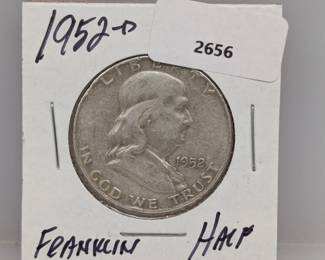 1952-D
2656
LIBERTY
1952
IN GOD WE TRUST
FRANKLIN HALF